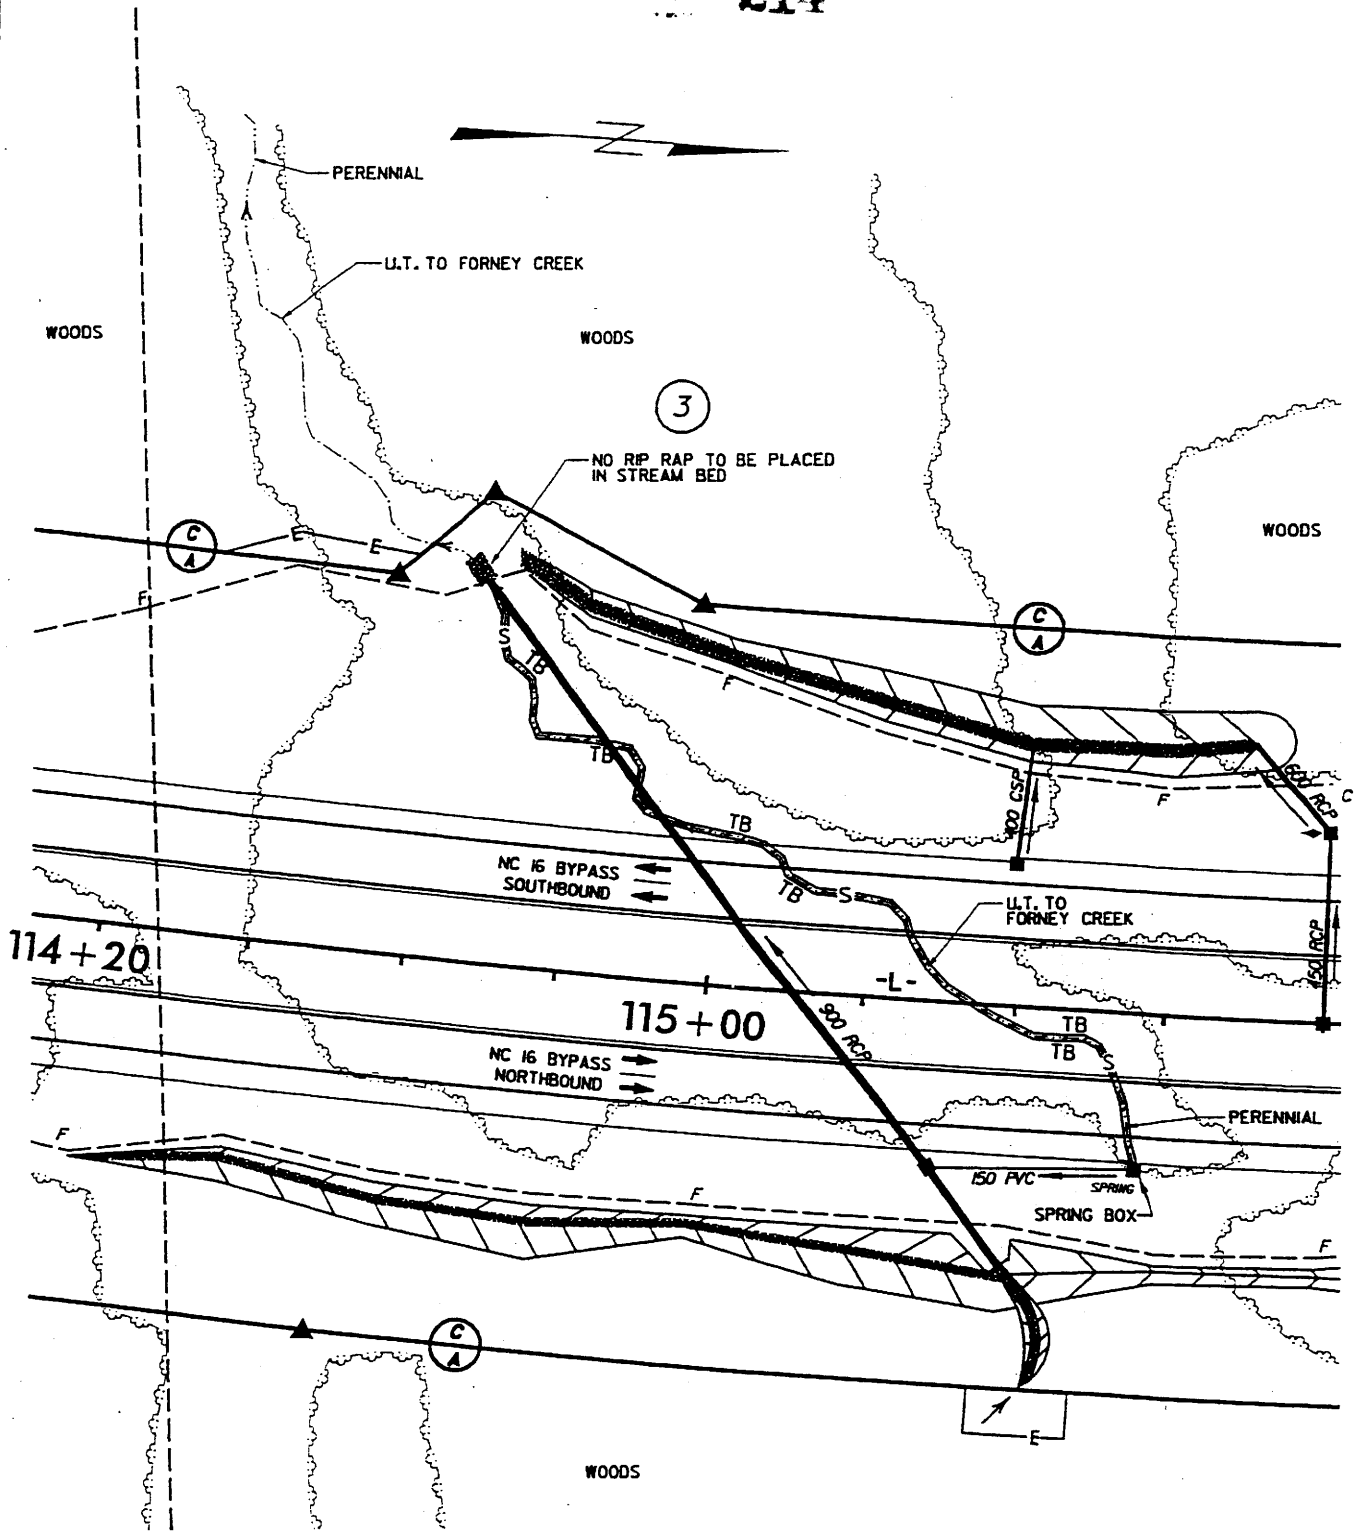 214
PERENNIAL
U.T. TO FORNEY CREEK
WOODS
WOODS
3
NO RIP RAP TO BE PLACED
IN STREAM BED
WOODS
C
A
E
E
F
S
TB
F
C
A
TB
TB
400 CSP
F
600 RCP
C
NC 16 BYPASS
SOUTHBOUND
TB
S
U.T. TO
FORNEY CREEK
450 RCP
114+20
-L-
115+00
900 RCP
TB
TB
S
NC 16 BYPASS
NORTHBOUND
PERENNIAL
F
150 PVC
SPRING
F
SPRING BOX
F
C
A
E
WOODS